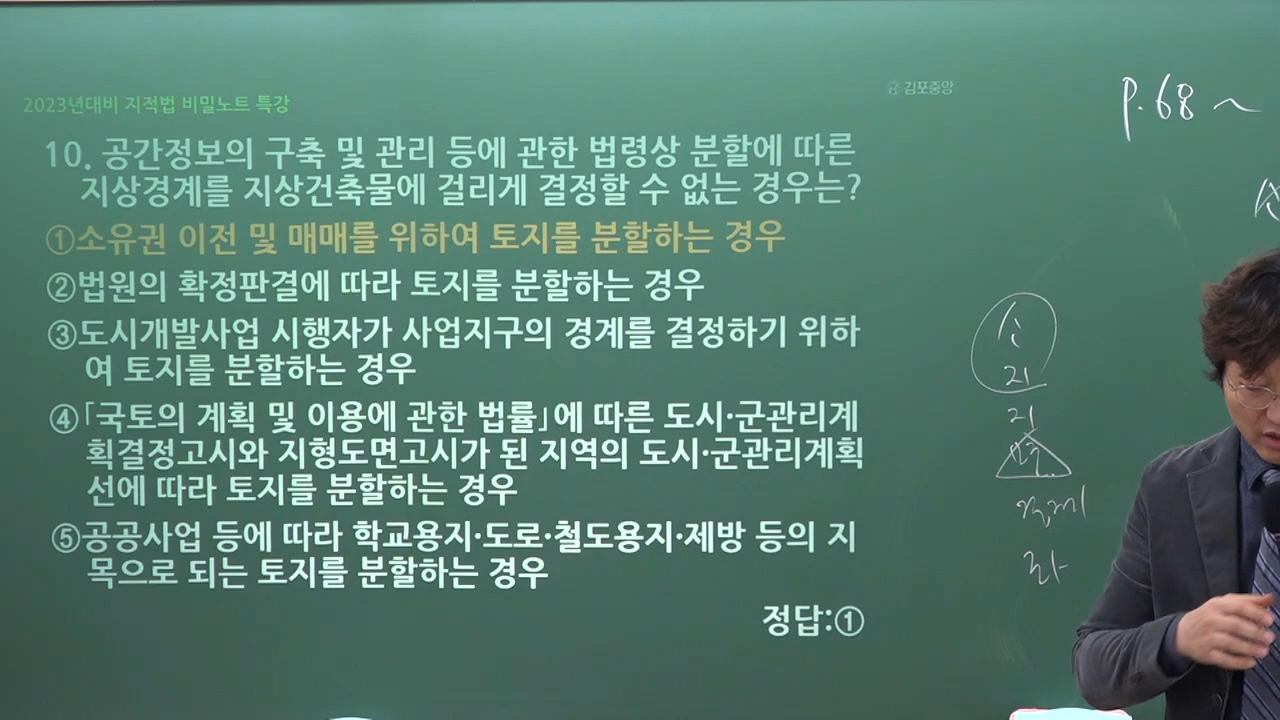 2023년대비 지적법 비밀노트 특강
김포중앙
p.68~
10. 공간정보의 구축 및 관리 등에 관한 법령상 분할에 따른
지상경계를 지상건축물에 걸리게 결정할 수 없는 경우는?
①소유권 이전 및 매매를 위하여 토지를 분할하는 경우
②법원의 확정판결에 따라 토지를 분할하는 경우
③도시개발사업 시행자가 사업지구의 경계를 결정하기 위하
여 토지를 분할하는 경우
④｢국토의 계획 및 이용에 관한 법률｣에 따른 도시·군관리계
획결정고시와 지형도면고시가 된 지역의 도시·군관리계획
선에 따라 토지를 분할하는 경우
⑤공공사업 등에 따라 학교용지·도로·철도용지·제방 등의 지
목으로 되는 토지를 분할하는 경우
정답:①
지